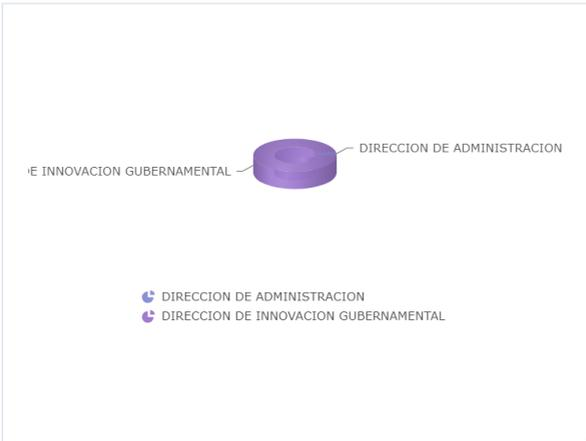 DIRECCION DE ADMINISTRACION
E INNOVACION GUBERNAMENTAL
DIRECCION DE ADMINISTRACION
DIRECCION DE INNOVACION GUBERNAMENTAL